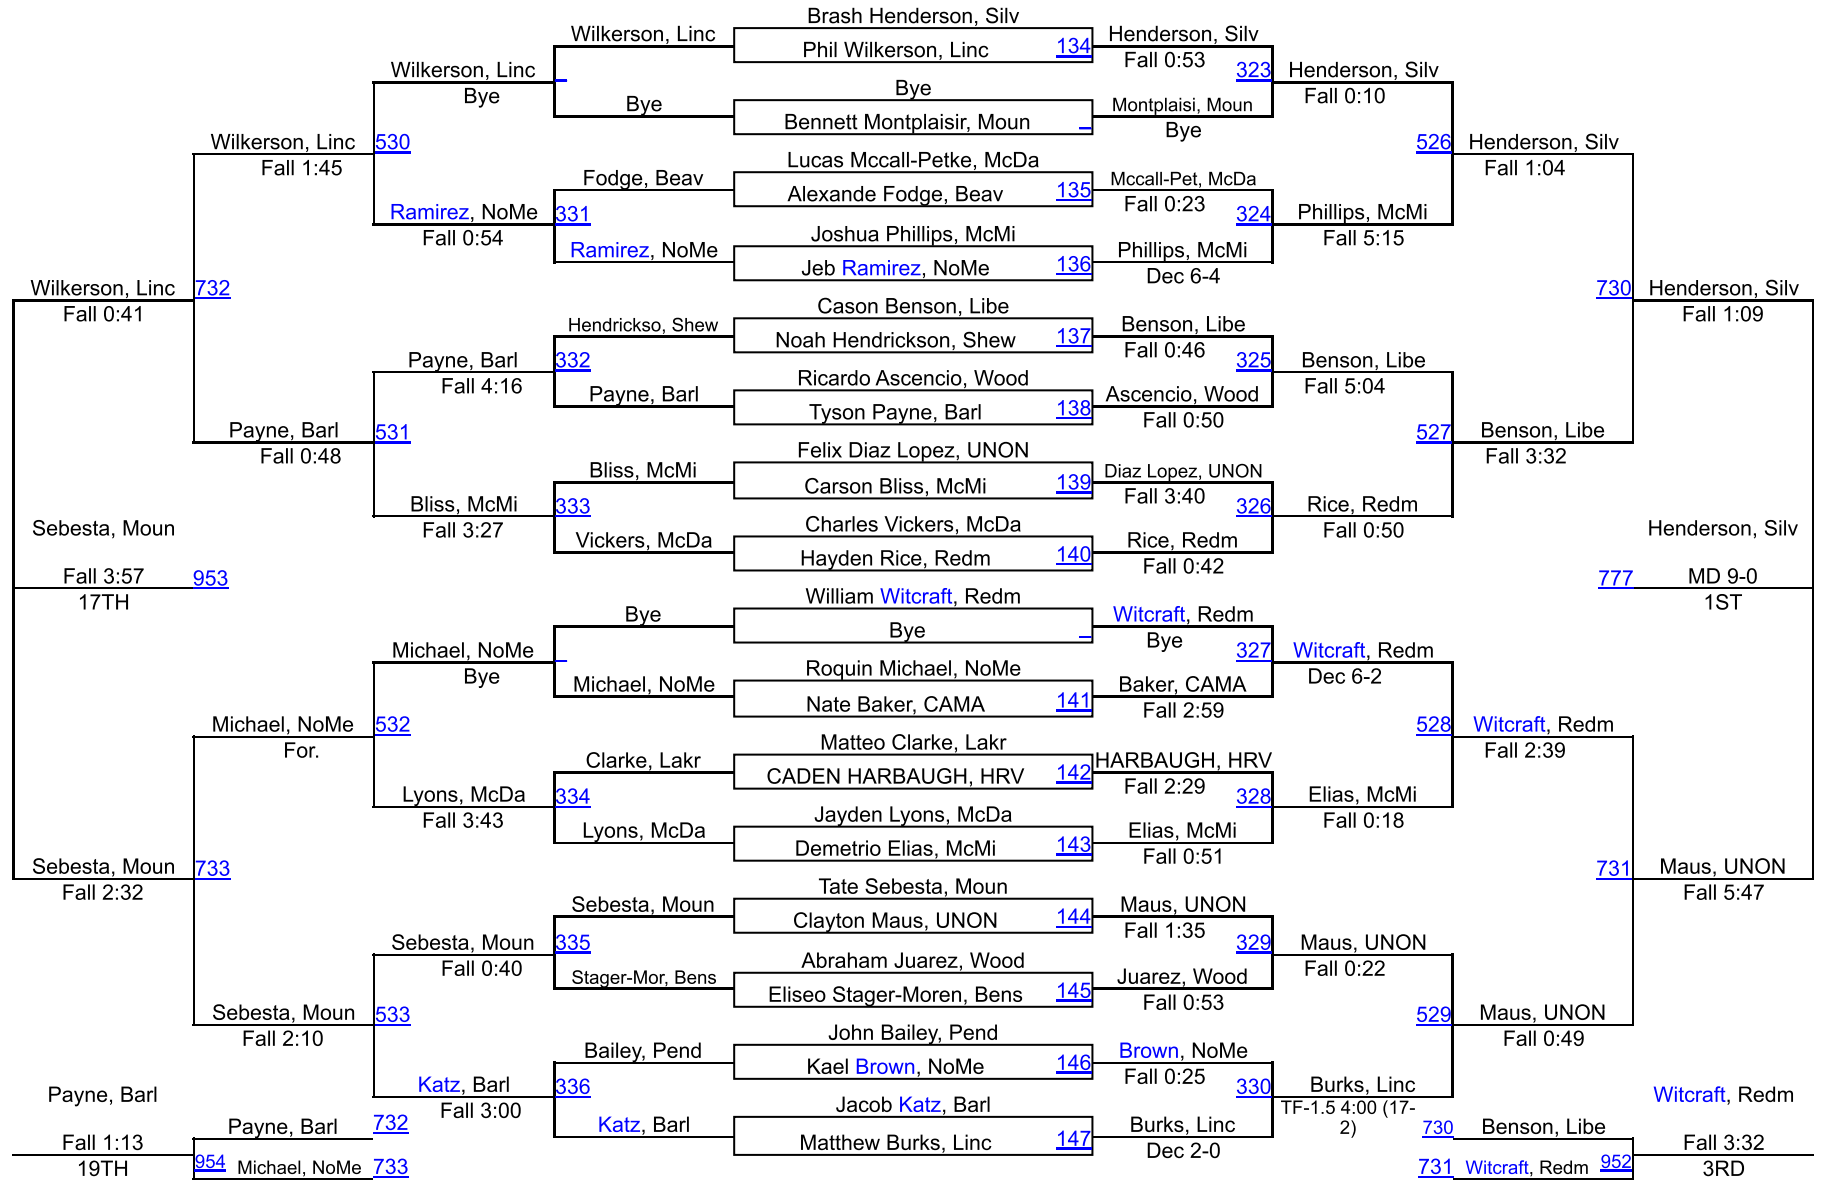 Brash Henderson, Silv
Wilkerson, Linc
Phil Wilkerson, Linc 134
Henderson, Silv
Fall 0:53
Wilkerson, Linc
Bye
323
Henderson, Silv
Fall 0:10
Bye
Bye
Bennett Montplaisir, Moun
Montplaisi, Moun
Bye
Wilkerson, Linc
Fall 1:45
530
526
Henderson, Silv
Fall 1:04
Lucas Mccall-Petke, McDa
Fodge, Beav
Alexande Fodge, Beav 135
Mccall-Pet, McDa
Fall 0:23
Ramirez, NoMe
Fall 0:54
331
324
Phillips, McMi
Fall 5:15
Joshua Phillips, McMi
Ramirez, NoMe
Jeb Ramirez, NoMe 136
Phillips, McMi
Dec 6-4
Wilkerson, Linc
Fall 0:41
732
730
Henderson, Silv
Fall 1:09
Cason Benson, Libe
Hendrickso, Shew
Noah Hendrickson, Shew 137
Benson, Libe
Fall 0:46
Payne, Barl
Fall 4:16
332
325
Benson, Libe
Fall 5:04
Ricardo Ascencio, Wood
Payne, Barl
Tyson Payne, Barl 138
Ascencio, Wood
Fall 0:50
Payne, Barl
Fall 0:48
531
527
Benson, Libe
Fall 3:32
Felix Diaz Lopez, UNON
Bliss, McMi
Carson Bliss, McMi 139
Diaz Lopez, UNON
Fall 3:40
Bliss, McMi
Fall 3:27
333
326
Rice, Redm
Fall 0:50
Charles Vickers, McDa
Vickers, McDa
Hayden Rice, Redm 140
Rice, Redm
Fall 0:42
Sebesta, Moun
Fall 3:57
17TH
953
Henderson, Silv
777
MD 9-0
1ST
William Witcraft, Redm
Bye
Bye
Witcraft, Redm
Bye
Michael, NoMe
Bye
327
Witcraft, Redm
Dec 6-2
Roquin Michael, NoMe
Michael, NoMe
Nate Baker, CAMA 141
Baker, CAMA
Fall 2:59
Michael, NoMe
For.
532
528
Witcraft, Redm
Fall 2:39
Matteo Clarke, Lakr
Clarke, Lakr
CADEN HARBAUGH, HRV 142
HARBAUGH, HRV
Fall 2:29
Lyons, McDa
Fall 3:43
334
328
Elias, McMi
Fall 0:18
Jayden Lyons, McDa
Lyons, McDa
Demetrio Elias, McMi 143
Elias, McMi
Fall 0:51
Sebesta, Moun
Fall 2:32
733
731
Maus, UNON
Fall 5:47
Tate Sebesta, Moun
Sebesta, Moun
Clayton Maus, UNON 144
Maus, UNON
Fall 1:35
Sebesta, Moun
Fall 0:40
335
329
Maus, UNON
Fall 0:22
Abraham Juarez, Wood
Stager-Mor, Bens
Eliseo Stager-Moren, Bens 145
Juarez, Wood
Fall 0:53
Sebesta, Moun
Fall 2:10
533
529
Maus, UNON
Fall 0:49
John Bailey, Pend
Bailey, Pend
Kael Brown, NoMe 146
Brown, NoMe
Fall 0:25
Katz, Barl
Fall 3:00
336
330
Burks, Linc
TF-1.5 4:00 (17-
2)
Jacob Katz, Barl
Katz, Barl
Matthew Burks, Linc 147
Burks, Linc
Dec 2-0
Payne, Barl
Fall 1:13
19TH
Payne, Barl 732
954 Michael, NoMe 733
730 Benson, Libe
731 Witcraft, Redm 952
Witcraft, Redm
Fall 3:32
3RD